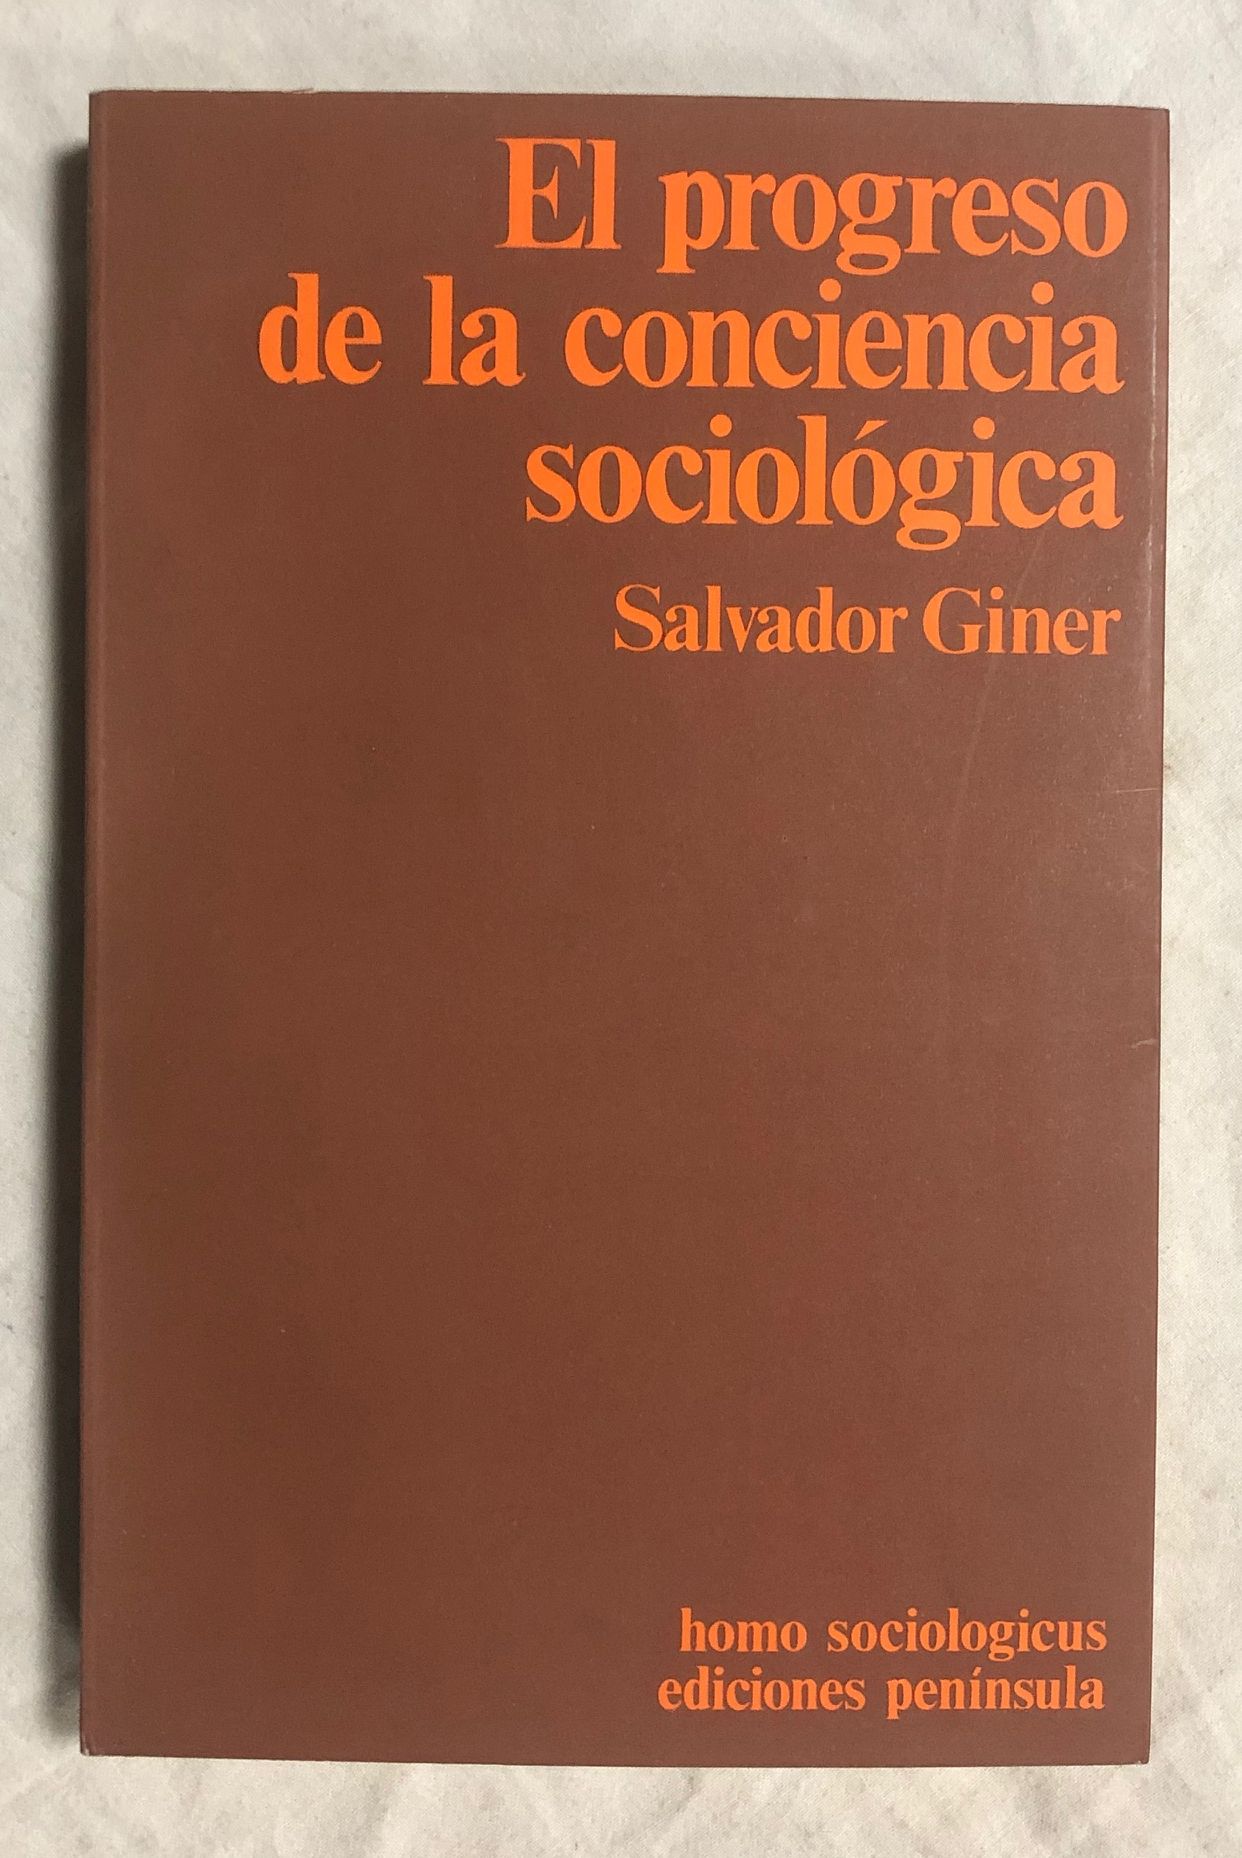 El progreso
de la conciencia
sociológica
Salvador Giner
homo sociologicus
ediciones península